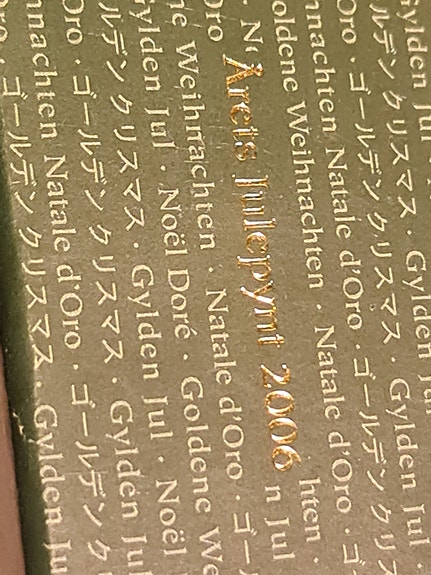 Gylden Jul ·
ルデンクリスマス · Gylden Jul
Oro · ゴールデンクリスマス · Gylden Jul ·
hnachten Natale d'Oro · ゴールデンクリス
oldene Weihnachten · Natale d'Oro · ゴ
· N
hten ·
Årets Julepynt 2006
Oro
n Jul
ne Weihnachten · Natale d'Oro · ゴー
Gylden Jul · Noël Doré · Goldene We
ルデンクリスマス · Gylden Jul · Noël
Oro · ゴールデンクリスマス · Gylden Jul
hnachten Natale d'Oro · ゴールデンク
ゴールデンクリスマス · Gylden Ju